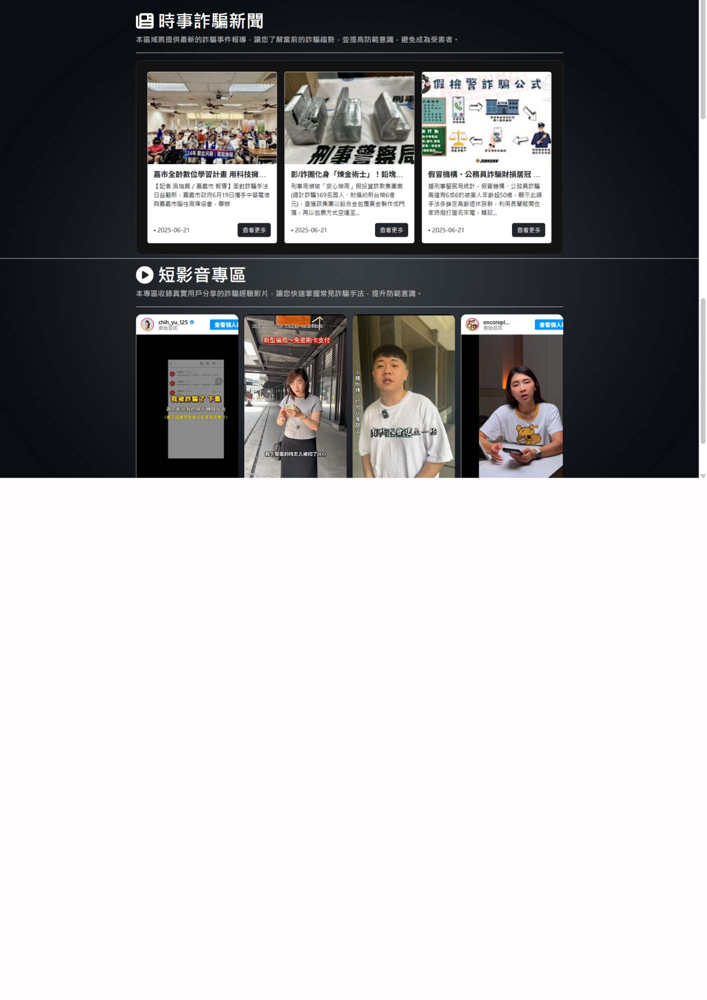 時事詐騙新聞
本區域將提供最新的詐騙事件報導，讓您了解當前的詐騙趨勢，並提高防範意識，避免成為受害者。
114年 數位共創：賦能無礙
嘉市全齡數位學習計畫 用科技擁...
【記者 吳瑞興 / 嘉義市 報導】面對詐騙手法
日益翻新，嘉義市政府6月19日攜手中華電信
與嘉義市腦性麻痺協會，舉辦
• 2025-06-21
查看更多
刑事
刑事警察局
影/詐團化身「煉金術士」！鉛塊...
刑事局偵破「安心幣商」假投資詐欺集團案
(總計詐騙169名國人、財損約新台幣6億
元)，查獲該集團以鉛合金包覆黃金製作成門
擋，再以包裹方式空運至...
• 2025-06-21
查看更多
假檢警詐騙公式
假冒機構、公務員詐騙財損居冠 ...
據刑事警察局統計，假冒機構、公務員詐騙
高達有6成6的被害人年齡超50歲，顯示此類
手法多鎖定高齡退休族群，利用長輩賦閒在
家時撥打匿名來電，藉故...
• 2025-06-21
查看更多
短影音專區
本專區收錄真實用戶分享的詐騙經驗影片，讓您快速掌握常見詐騙手法，提升防範意識。
chih_yu_125
原始音訊
查看個人
我被詐騙了 下集
為何能從我的賬戶轉錢出去
(新手法連警察也不是非常清楚!!)
新型骗局～免密刷卡支付
我卡里面的钱怎么被扣了800
小賭怡情 切勿以身試法
有些人會建立一些
encorepl...
原始音訊
查看個人